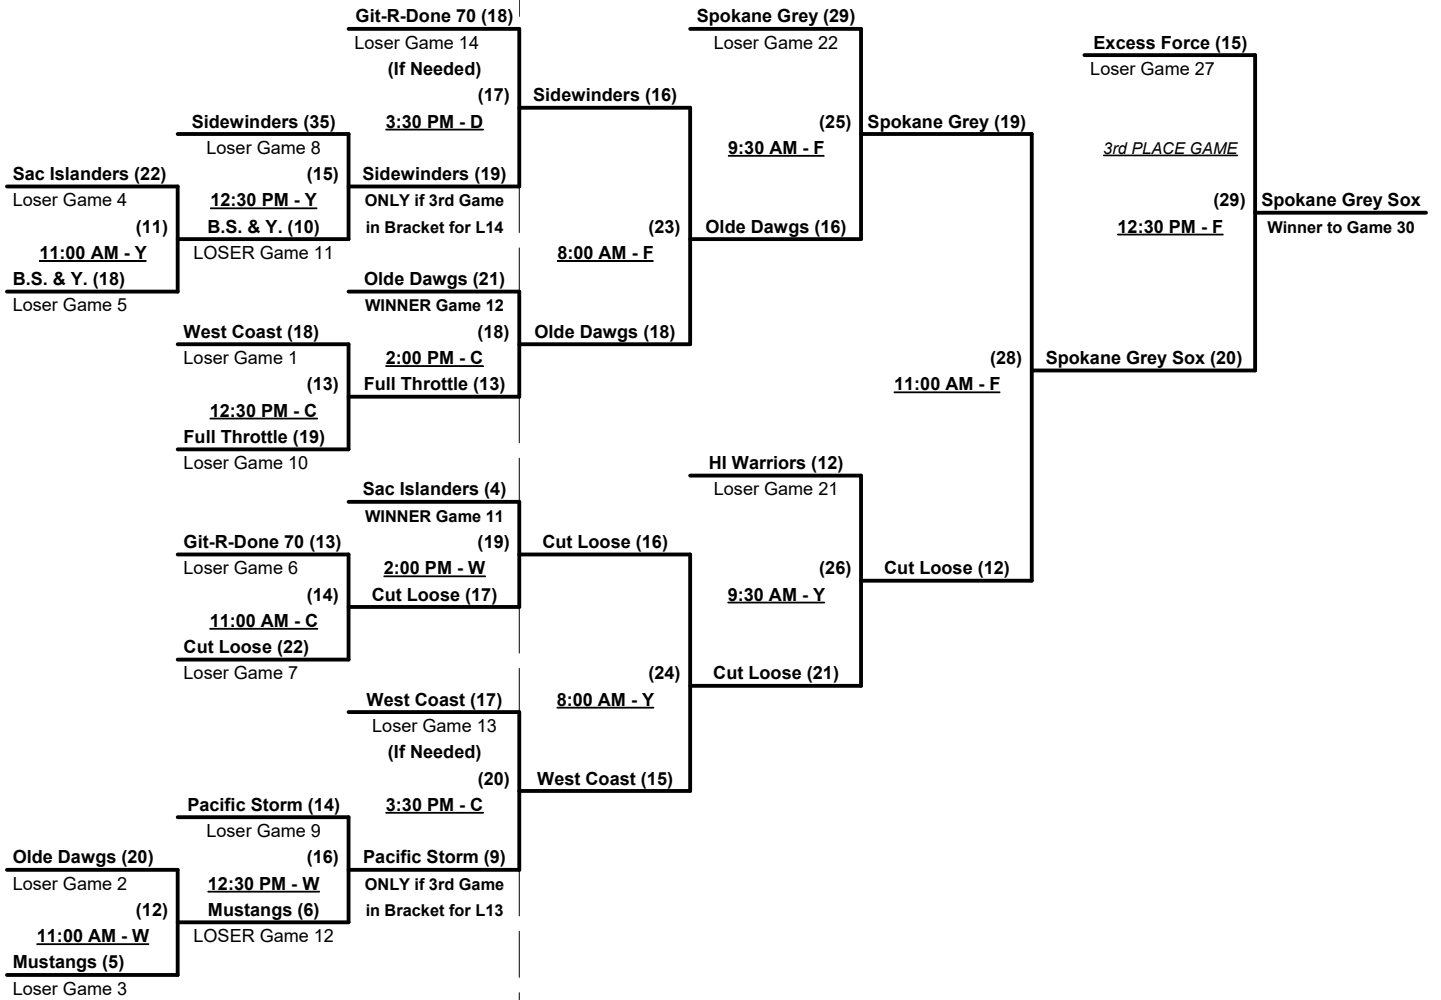 Git-R-Done 70 (18)
Loser Game 14
(If Needed)
(17)
3:30 PM - D
Sidewinders (35)
Loser Game 8
(15)
12:30 PM - Y
B.S. & Y. (10)
LOSER Game 11
Sac Islanders (22)
Loser Game 4
(11)
11:00 AM - Y
B.S. & Y. (18)
Loser Game 5
Sidewinders (19)
ONLY if 3rd Game
in Bracket for L14
Sidewinders (16)
(23)
8:00 AM - F
Olde Dawgs (21)
WINNER Game 12
(18)
2:00 PM - C
Full Throttle (13)
Olde Dawgs (18)
West Coast (18)
Loser Game 1
(13)
12:30 PM - C
Full Throttle (19)
Loser Game 10
Spokane Grey (29)
Loser Game 22
(25)
9:30 AM - F
Olde Dawgs (16)
Spokane Grey (19)
(28)
11:00 AM - F
Excess Force (15)
Loser Game 27
3rd PLACE GAME
(29)
12:30 PM - F
Spokane Grey Sox
Winner to Game 30
Spokane Grey Sox (20)
Sac Islanders (4)
WINNER Game 11
(19)
2:00 PM - W
Cut Loose (17)
Git-R-Done 70 (13)
Loser Game 6
(14)
11:00 AM - C
Cut Loose (22)
Loser Game 7
Cut Loose (16)
(24)
8:00 AM - Y
West Coast (15)
HI Warriors (12)
Loser Game 21
(26)
9:30 AM - Y
Cut Loose (21)
Cut Loose (12)
West Coast (17)
Loser Game 13
(If Needed)
(20)
3:30 PM - C
Pacific Storm (9)
ONLY if 3rd Game
in Bracket for L13
Pacific Storm (14)
Loser Game 9
(16)
12:30 PM - W
Mustangs (6)
LOSER Game 12
Olde Dawgs (20)
Loser Game 2
(12)
11:00 AM - W
Mustangs (5)
Loser Game 3